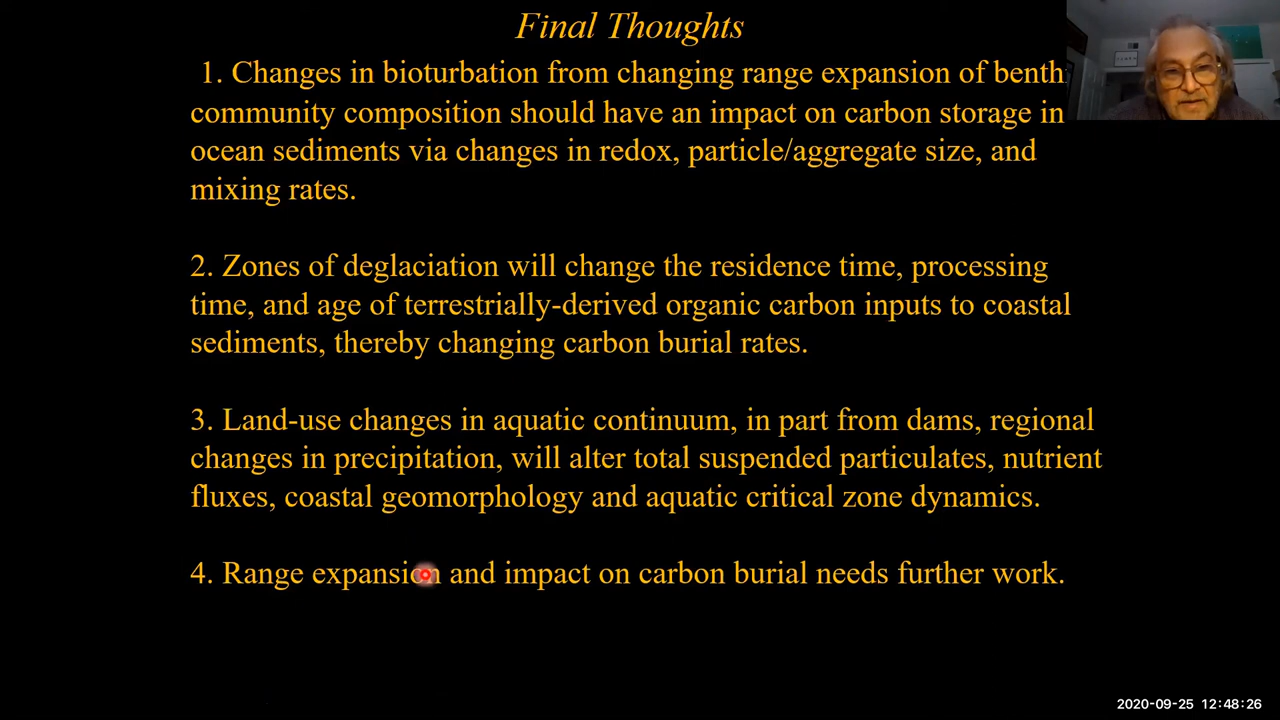 Final Thoughts
1. Changes in bioturbation from changing range expansion of benth
community composition should have an impact on carbon storage in
ocean sediments via changes in redox, particle/aggregate size, and
mixing rates.
2. Zones of deglaciation will change the residence time, processing
time, and age of terrestrially-derived organic carbon inputs to coastal
sediments, thereby changing carbon burial rates.
3. Land-use changes in aquatic continuum, in part from dams, regional
changes in precipitation, will alter total suspended particulates, nutrient
fluxes, coastal geomorphology and aquatic critical zone dynamics.
4. Range expansion and impact on carbon burial needs further work.
2020-09-25 12:48:26